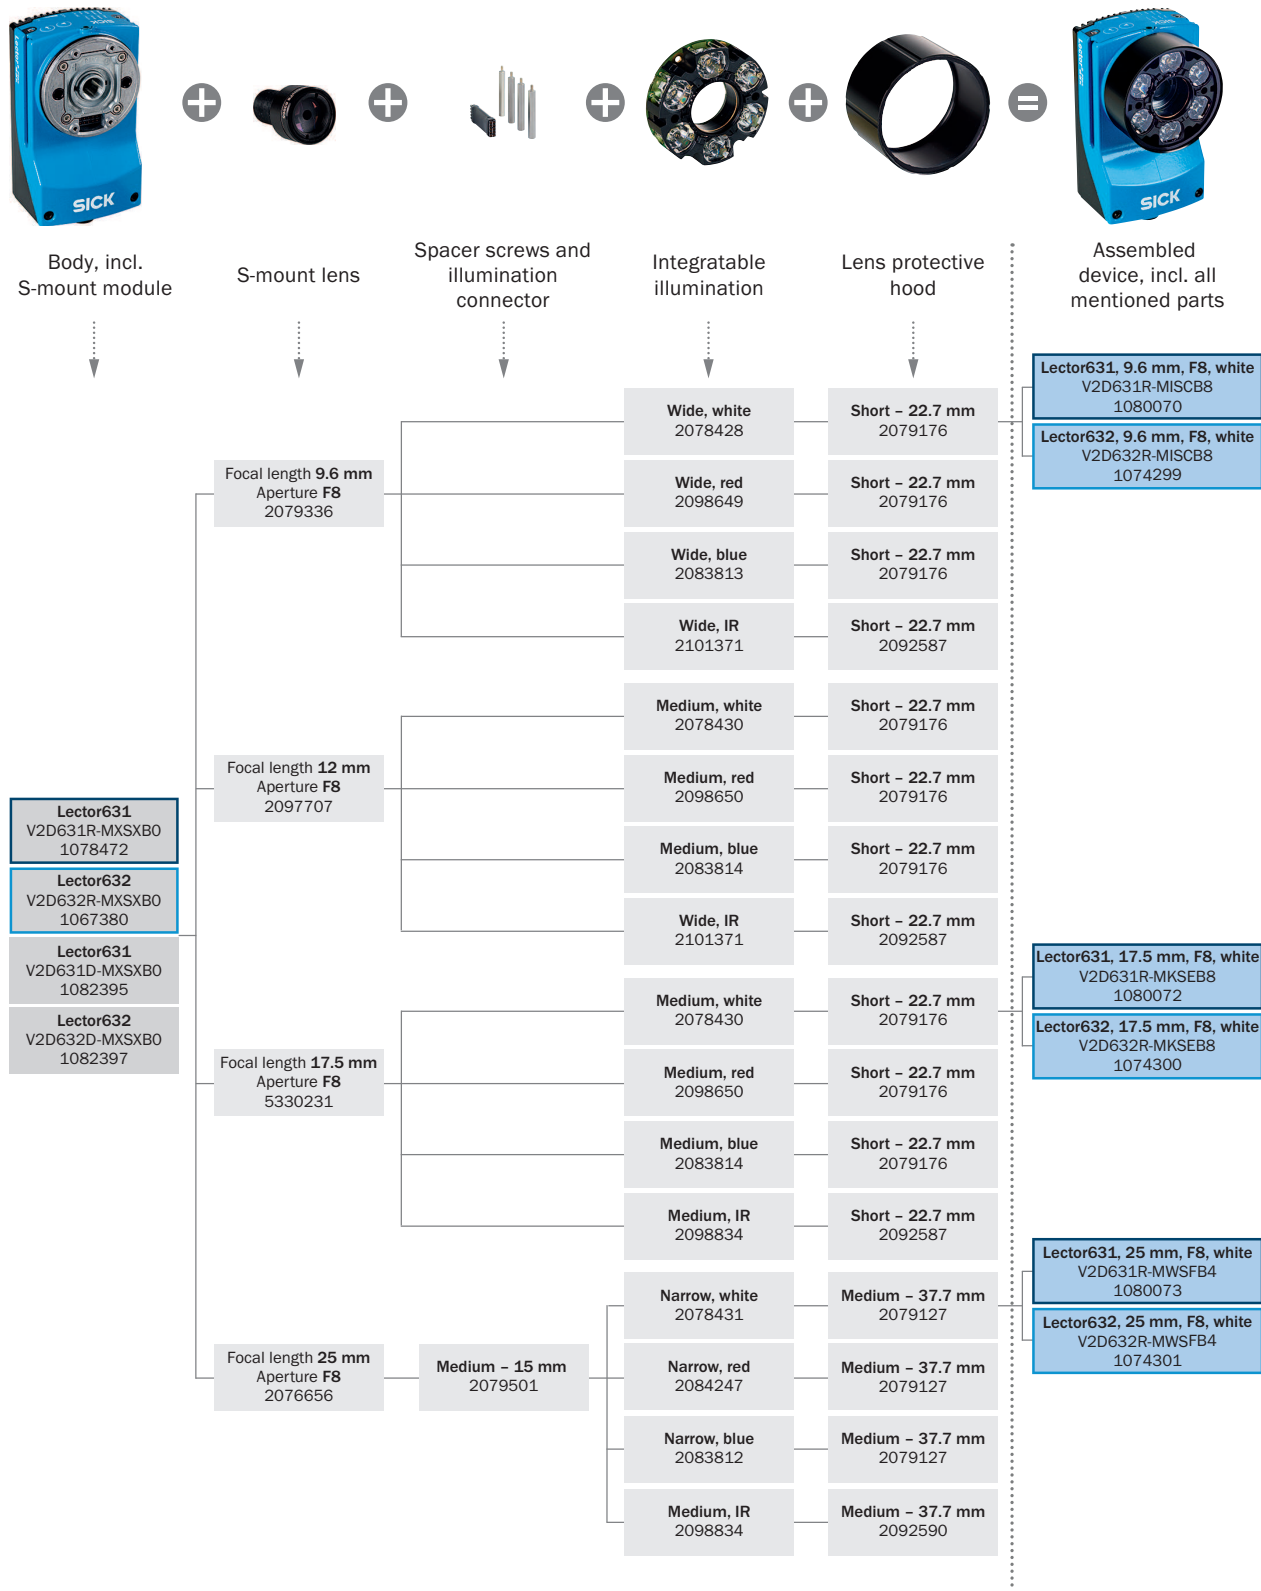 SICK
SICK
Body, incl.
S-mount module
S-mount lens
Spacer screws and
illumination
connector
Integratable
illumination
Lens protective
hood
Assembled
device, incl. all
mentioned parts
Lector631
V2D631R-MXSXB0
1078472
Lector632
V2D632R-MXSXB0
1067380
Lector631
V2D631D-MXSXB0
1082395
Lector632
V2D632D-MXSXB0
1082397
Focal length 9.6 mm
Aperture F8
2079336
Wide, white
2078428
Short – 22.7 mm
2079176
Wide, red
2098649
Short – 22.7 mm
2079176
Wide, blue
2083813
Short – 22.7 mm
2079176
Wide, IR
2101371
Short – 22.7 mm
2092587
Lector631, 9.6 mm, F8, white
V2D631R-MISCB8
1080070
Lector632, 9.6 mm, F8, white
V2D632R-MISCB8
1074299
Focal length 12 mm
Aperture F8
2097707
Medium, white
2078430
Short – 22.7 mm
2079176
Medium, red
2098650
Short – 22.7 mm
2079176
Medium, blue
2083814
Short – 22.7 mm
2079176
Wide, IR
2101371
Short – 22.7 mm
2092587
Focal length 17.5 mm
Aperture F8
5330231
Medium, white
2078430
Short – 22.7 mm
2079176
Medium, red
2098650
Short – 22.7 mm
2079176
Medium, blue
2083814
Short – 22.7 mm
2079176
Medium, IR
2098834
Short – 22.7 mm
2092587
Lector631, 17.5 mm, F8, white
V2D631R-MKSEB8
1080072
Lector632, 17.5 mm, F8, white
V2D632R-MKSEB8
1074300
Focal length 25 mm
Aperture F8
2076656
Medium – 15 mm
2079501
Narrow, white
2078431
Medium – 37.7 mm
2079127
Narrow, red
2084247
Medium – 37.7 mm
2079127
Narrow, blue
2083812
Medium – 37.7 mm
2079127
Medium, IR
2098834
Medium – 37.7 mm
2092590
Lector631, 25 mm, F8, white
V2D631R-MWSFB4
1080073
Lector632, 25 mm, F8, white
V2D632R-MWSFB4
1074301